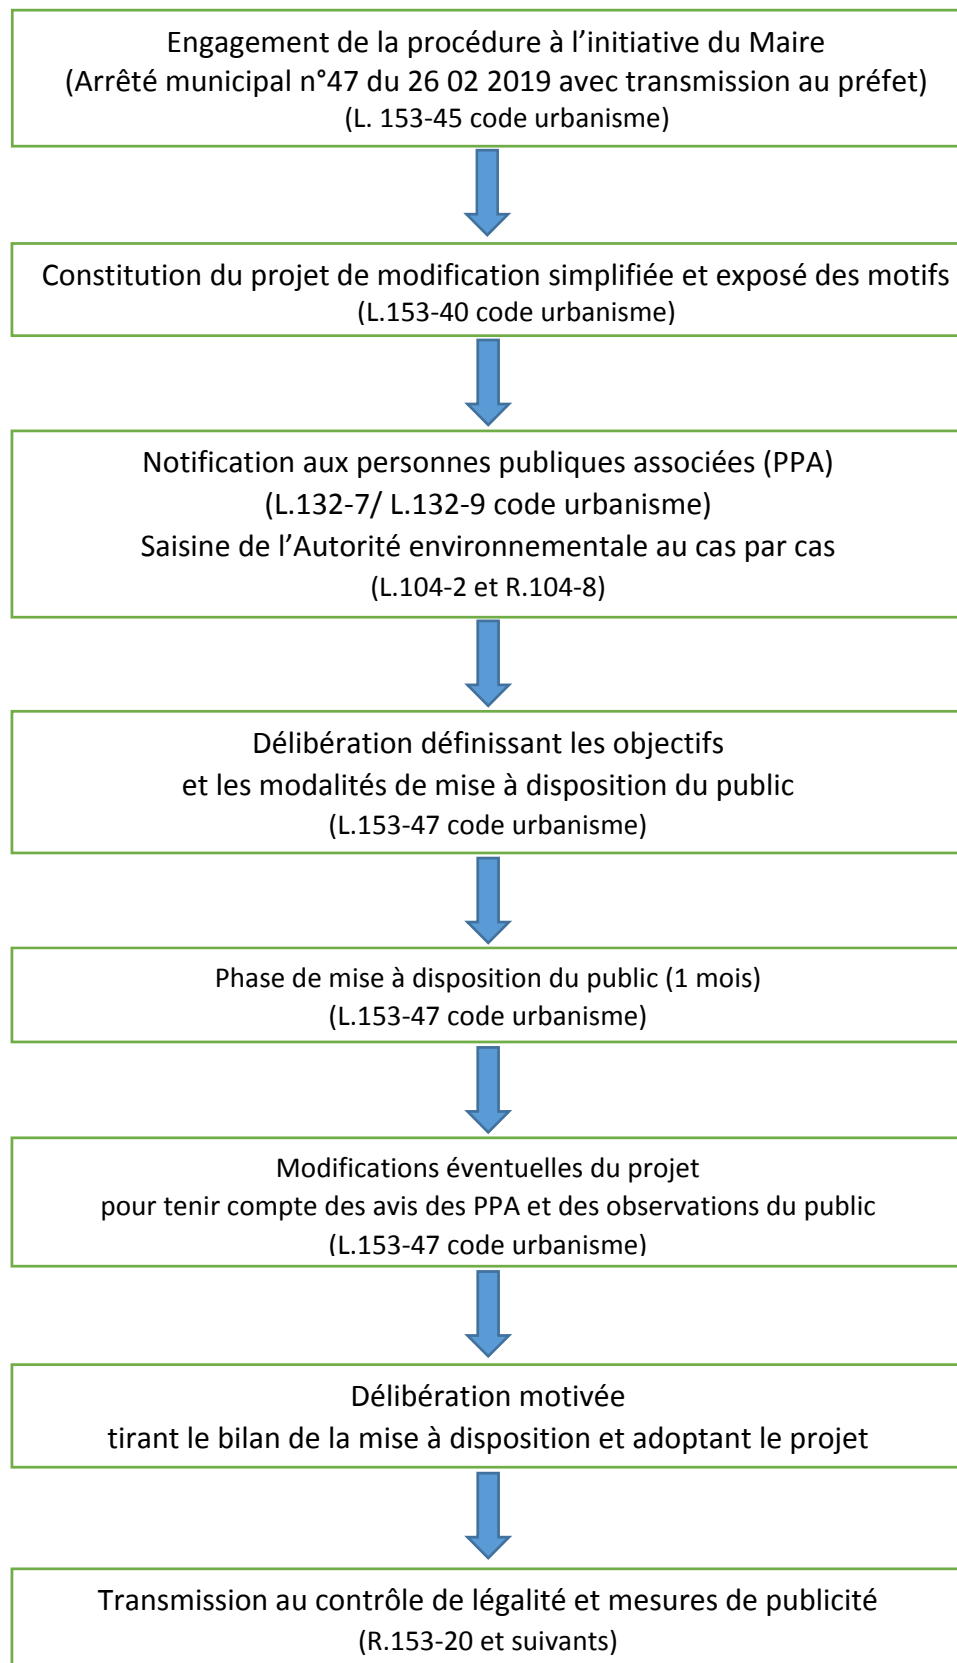 Engagement de la procédure à l’initiative du Maire
(Arrêté municipal n°47 du 26 02 2019 avec transmission au préfet)
(L. 153-45 code urbanisme)
Constitution du projet de modification simplifiée et exposé des motifs
(L.153-40 code urbanisme)
Notification aux personnes publiques associées (PPA)
(L.132-7/ L.132-9 code urbanisme)
Saisine de l’Autorité environnementale au cas par cas
(L.104-2 et R.104-8)
Délibération définissant les objectifs
et les modalités de mise à disposition du public
(L.153-47 code urbanisme)
Phase de mise à disposition du public (1 mois)
(L.153-47 code urbanisme)
Modifications éventuelles du projet
pour tenir compte des avis des PPA et des observations du public
(L.153-47 code urbanisme)
Délibération motivée
tirant le bilan de la mise à disposition et adoptant le projet
Transmission au contrôle de légalité et mesures de publicité
(R.153-20 et suivants)